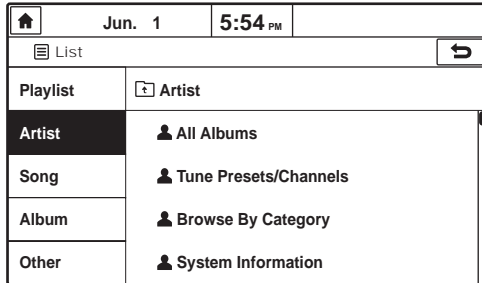 Jun. 1 5:54 PM
List
Playlist
Artist
Artist
All Albums
Song
Tune Presets/Channels
Album
Browse By Category
Other
System Information